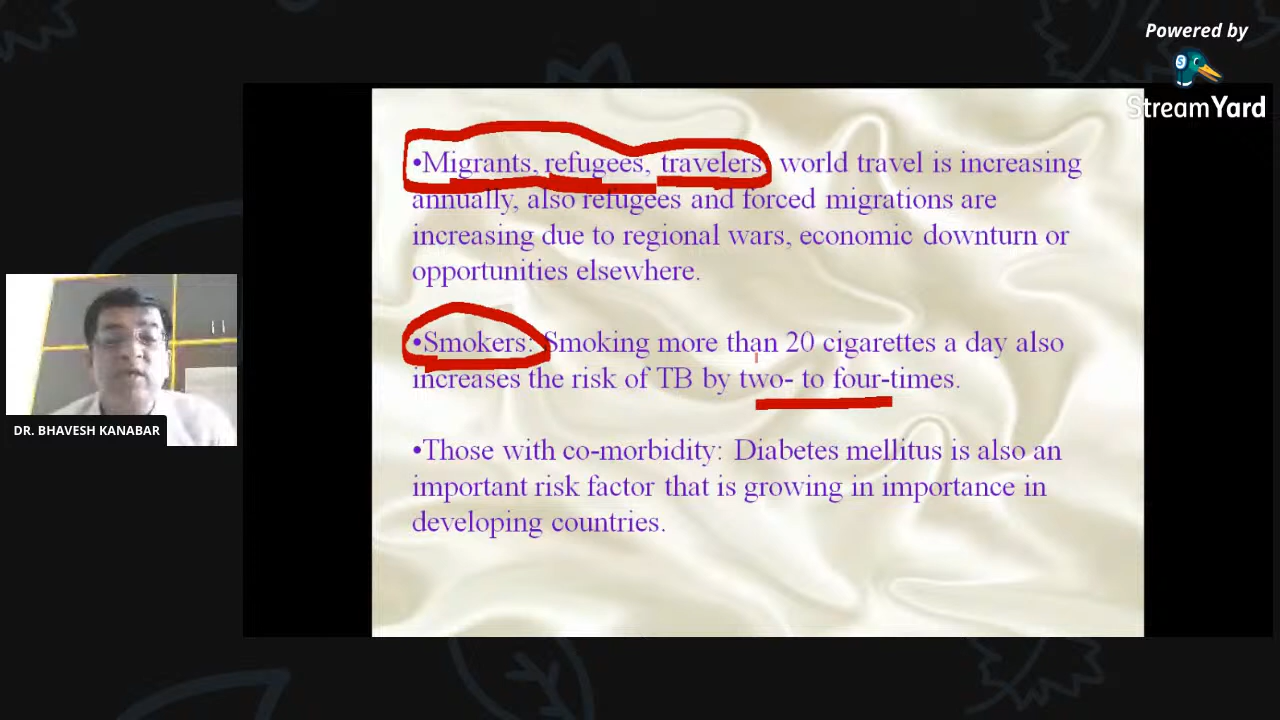 Powered by
StreamYard
•Migrants, refugees, travelers: world travel is increasing
annually, also refugees and forced migrations are
increasing due to regional wars, economic downturn or
opportunities elsewhere.
•Smokers: Smoking more than 20 cigarettes a day also
increases the risk of TB by two- to four-times.
•Those with co-morbidity: Diabetes mellitus is also an
important risk factor that is growing in importance in
developing countries.
DR. BHAVESH KANABAR